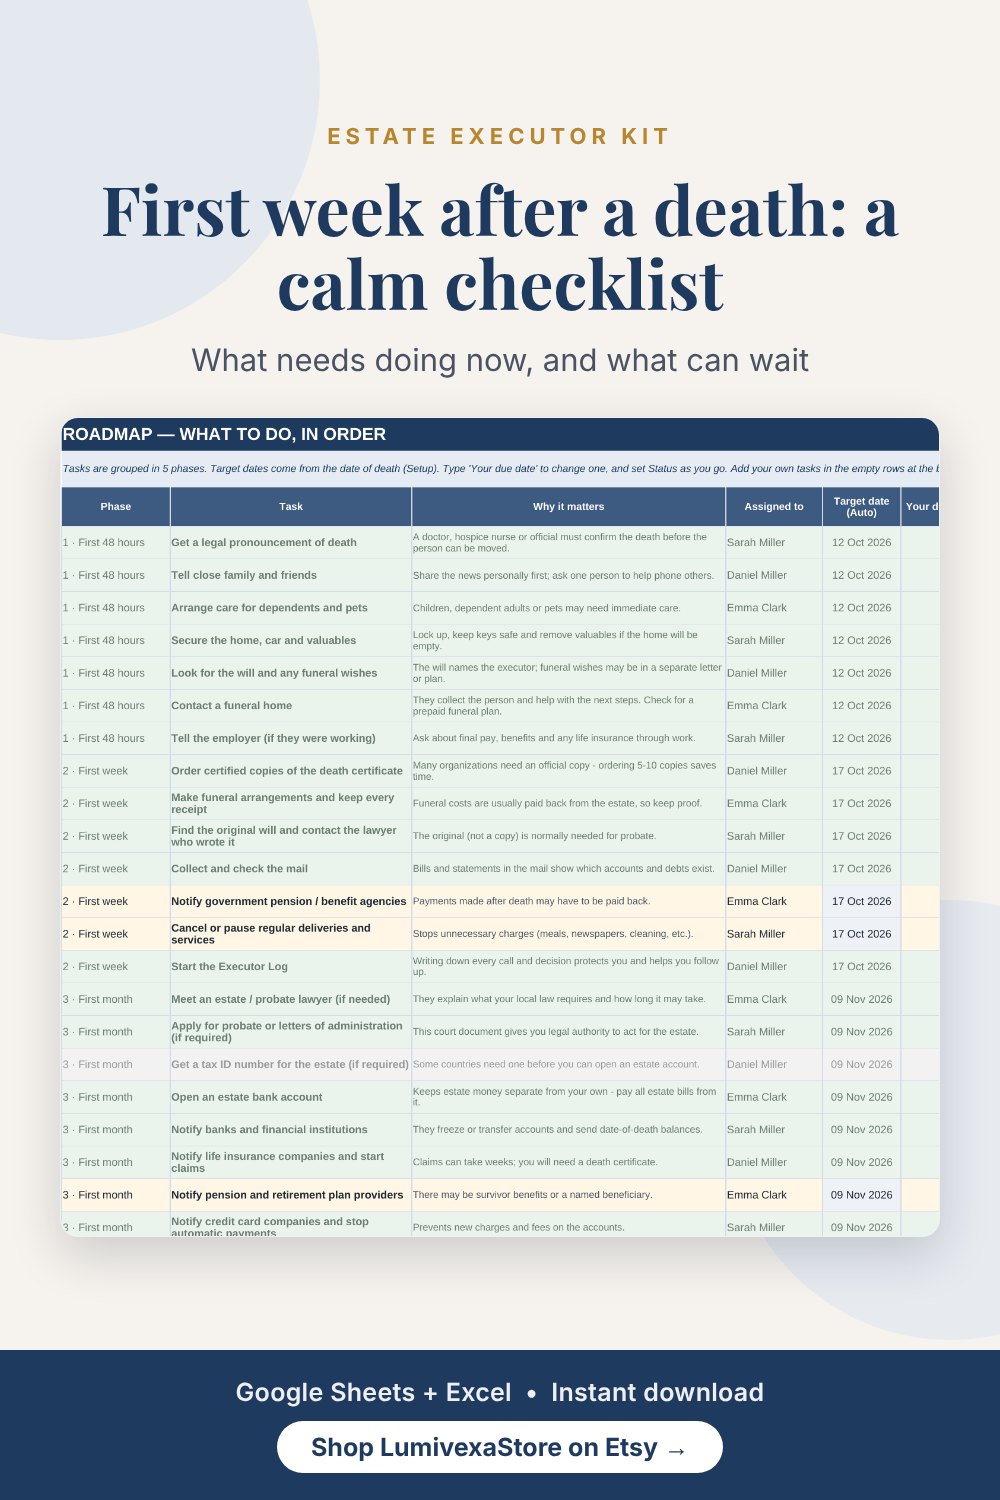 ESTATE EXECUTOR KIT
First week after a death: a
calm checklist
What needs doing now, and what can wait
ROADMAP — WHAT TO DO, IN ORDER
Tasks are grouped in 5 phases. Target dates come from the date of death (Setup). Type 'Your due date' to change one, and set Status as you go. Add your own tasks in the empty rows at the
Phase Task Why it matters Assigned to Target date (Auto) Your
1 · First 48 hours Get a legal pronouncement of death A doctor, hospice nurse or official must confirm the death before the person can be moved. Sarah Miller 12 Oct 2026
1 · First 48 hours Tell close family and friends Share the news personally first; ask one person to help phone others. Daniel Miller 12 Oct 2026
1 · First 48 hours Arrange care for dependents and pets Children, dependent adults or pets may need immediate care. Emma Clark 12 Oct 2026
1 · First 48 hours Secure the home, car and valuables Lock up, keep keys safe and remove valuables if the home will be empty. Sarah Miller 12 Oct 2026
1 · First 48 hours Look for the will and any funeral wishes The will names the executor; funeral wishes may be in a separate letter or plan. Daniel Miller 12 Oct 2026
1 · First 48 hours Contact a funeral home They collect the person and help with the next steps. Check for a prepaid funeral plan. Emma Clark 12 Oct 2026
1 · First 48 hours Tell the employer (if they were working) Ask about final pay, benefits and any life insurance through work. Sarah Miller 12 Oct 2026
2 · First week Order certified copies of the death certificate Many organizations need an official copy - ordering 5-10 copies saves time. Daniel Miller 17 Oct 2026
2 · First week Make funeral arrangements and keep every receipt Funeral costs are usually paid back from the estate, so keep proof. Emma Clark 17 Oct 2026
2 · First week Find the original will and contact the lawyer who wrote it The original (not a copy) is normally needed for probate. Sarah Miller 17 Oct 2026
2 · First week Collect and check the mail Bills and statements in the mail show which accounts and debts exist. Daniel Miller 17 Oct 2026
2 · First week Notify government pension / benefit agencies Payments made after death may have to be paid back. Emma Clark 17 Oct 2026
2 · First week Cancel or pause regular deliveries and services Stops unnecessary charges (meals, newspapers, cleaning, etc.). Sarah Miller 17 Oct 2026
2 · First week Start the Executor Log Writing down every call and decision protects you and helps you follow up. Daniel Miller 17 Oct 2026
3 · First month Meet an estate / probate lawyer (if needed) They explain what your local law requires and how long it may take. Emma Clark 09 Nov 2026
3 · First month Apply for probate or letters of administration (if required) This court document gives you legal authority to act for the estate. Sarah Miller 09 Nov 2026
3 · First month Get a tax ID number for the estate (if required) Some countries need one before you can open an estate account. Daniel Miller 09 Nov 2026
3 · First month Open an estate bank account Keeps estate money separate from your own - pay all estate bills from it. Emma Clark 09 Nov 2026
3 · First month Notify banks and financial institutions They freeze or transfer accounts and send date-of-death balances. Sarah Miller 09 Nov 2026
3 · First month Notify life insurance companies and start claims Claims can take weeks; you will need a death certificate. Daniel Miller 09 Nov 2026
3 · First month Notify pension and retirement plan providers There may be survivor benefits or a named beneficiary. Emma Clark 09 Nov 2026
3 · First month Notify credit card companies and stop automatic payments Prevents new charges and fees on the accounts. Sarah Miller 09 Nov 2026
Google Sheets + Excel • Instant download
Shop LumivexaStore on Etsy →